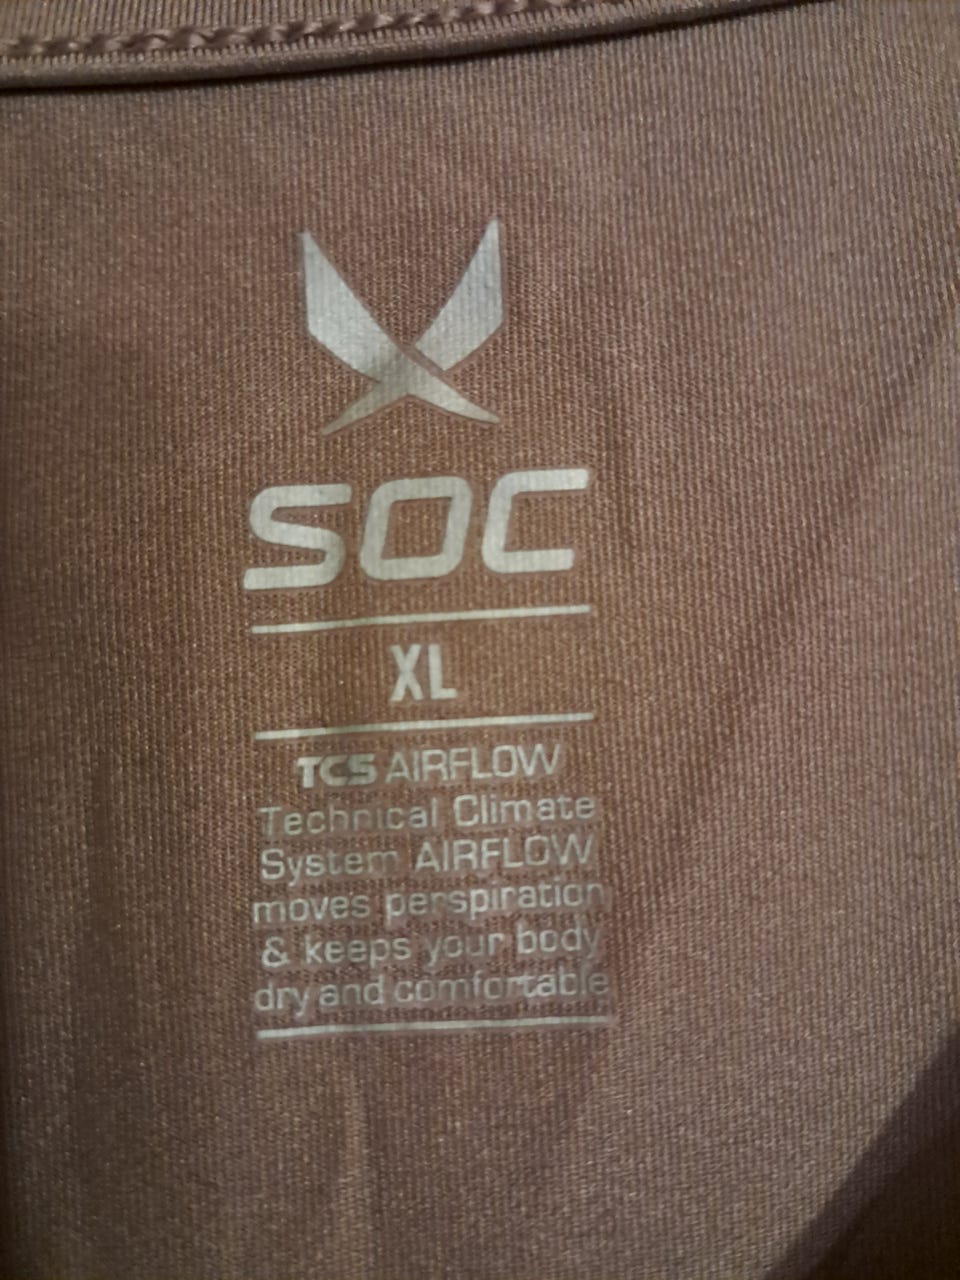 SOC
XL
TCS AIRFLOW
Technical Climate
System AIRFLOW
moves perspiration
& keeps your body
dry and comfortable